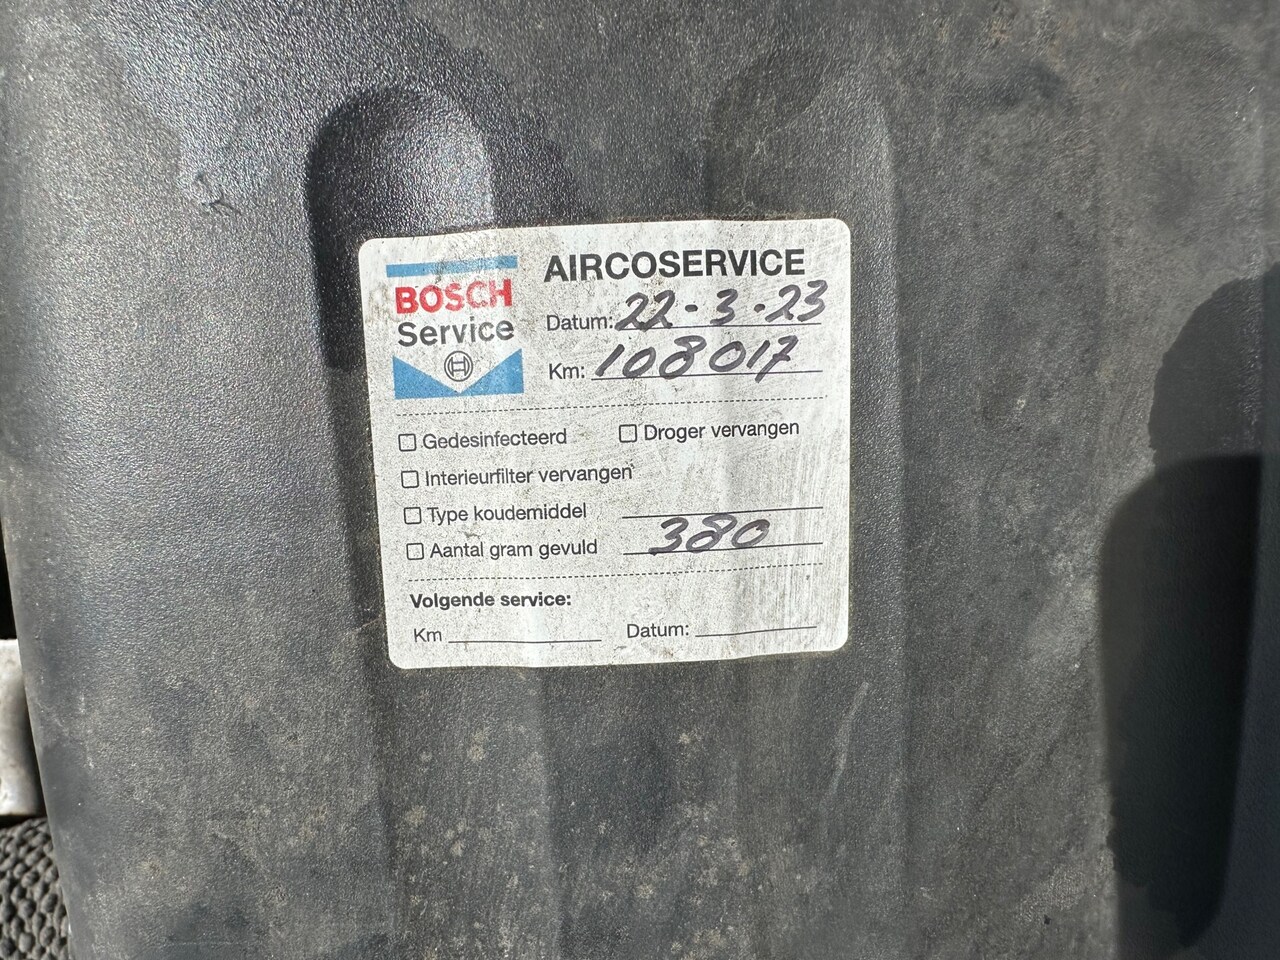 BOSCH
Service
AIRCOSERVICE
Datum: 22-3-23
Km: 108017
Gedesinfecteerd
Droger vervangen
Interieurfilter vervangen
Type koudemiddel
Aantal gram gevuld 380
Volgende service:
Km Datum: